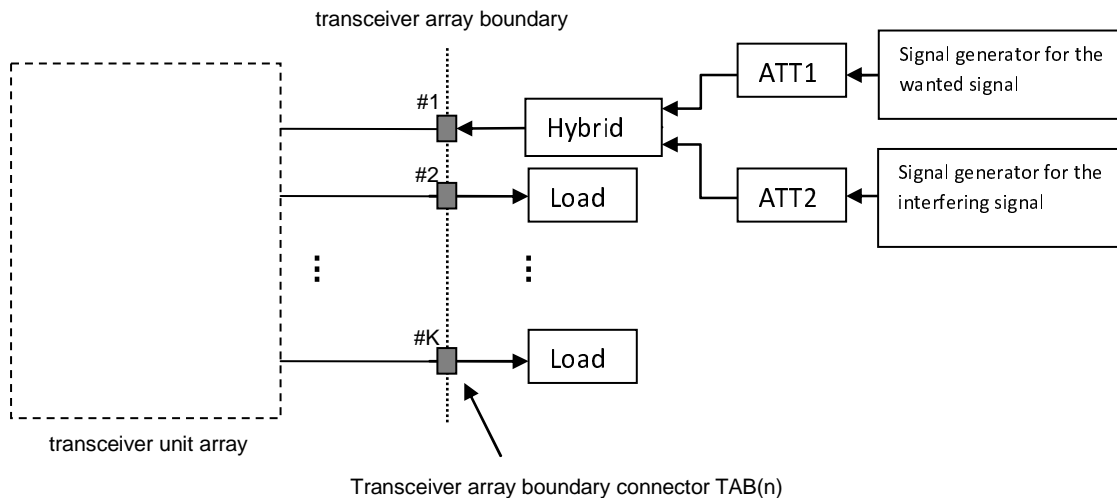 transceiver array boundary
#1
Hybrid
ATT1
Signal generator for the
wanted signal
#2
Load
ATT2
Signal generator for the
interfering signal
#K
Load
transceiver unit array
Transceiver array boundary connector TAB(n)